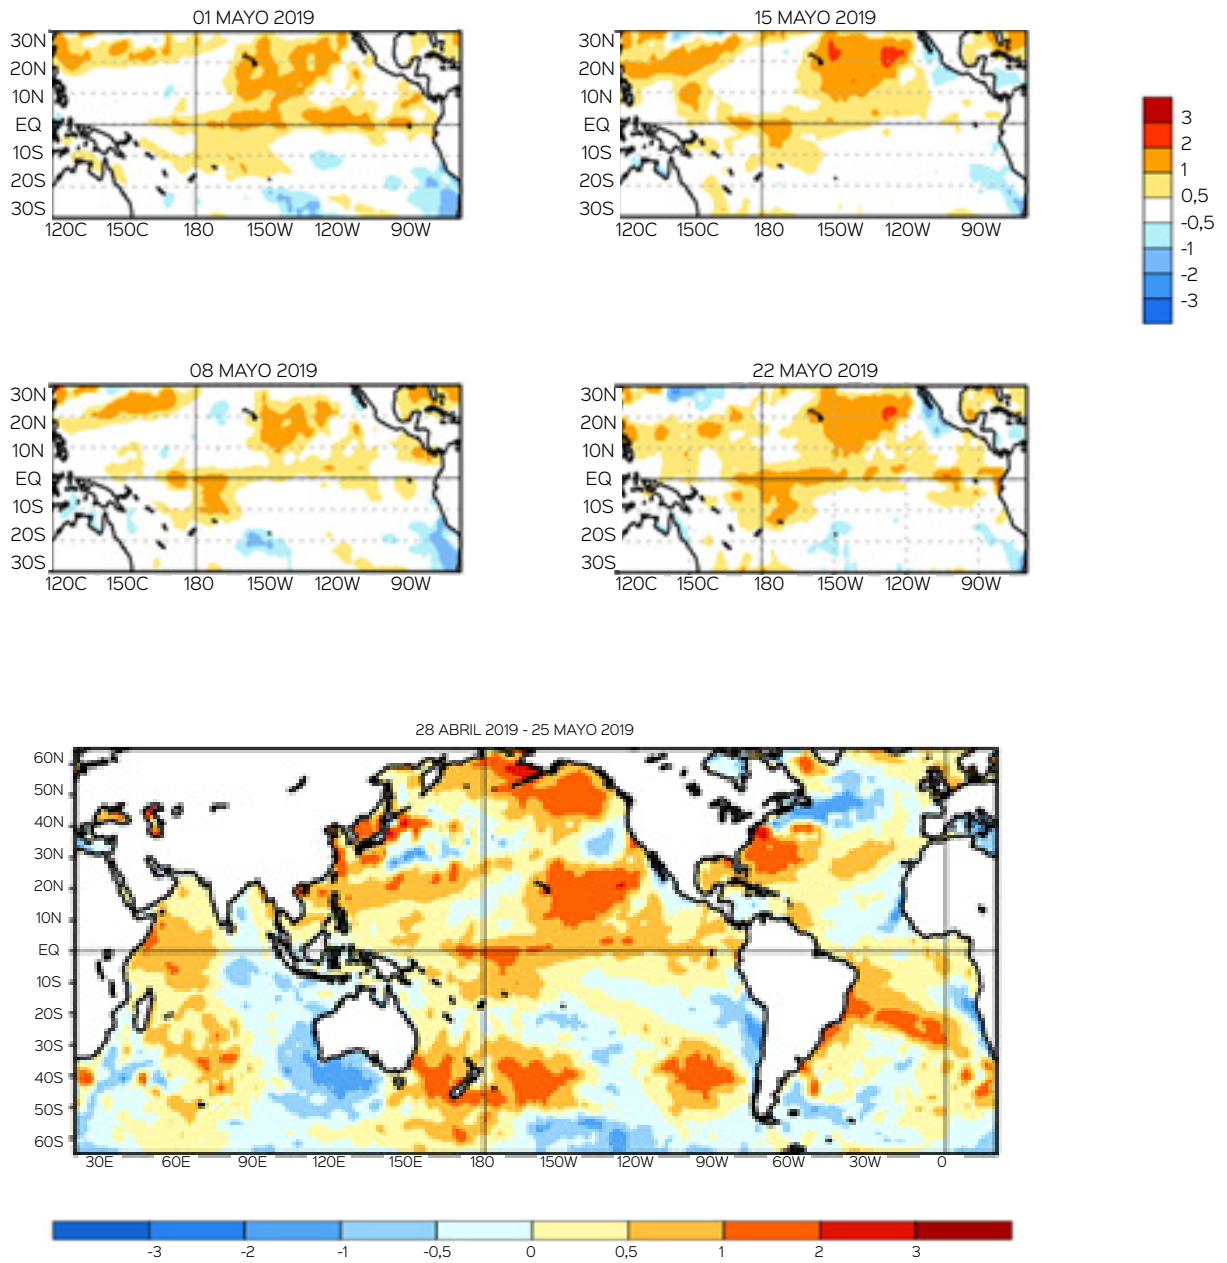 01 MAYO 2019
30N
20N
10N
EQ
10S
20S
30S
120C 150C 180 150W 120W 90W
15 MAYO 2019
30N
20N
10N
EQ
10S
20S
30S
120C 150C 180 150W 120W 90W
3
2
1
0,5
-0,5
-1
-2
-3
08 MAYO 2019
30N
20N
10N
EQ
10S
20S
30S
120C 150C 180 150W 120W 90W
22 MAYO 2019
30N
20N
10N
EQ
10S
20S
30S
120C 150C 180 120W 150W 90W
28 ABRIL 2019 - 25 MAYO 2019
60N
50N
40N
30N
20N
10N
EQ
10S
20S
30S
40S
50S
60S
30E 60E 90E 120E 150E 180 150W 120W 90W 60W 30W 0
-3 -2 -1 -0,5 0 0,5 1 2 3